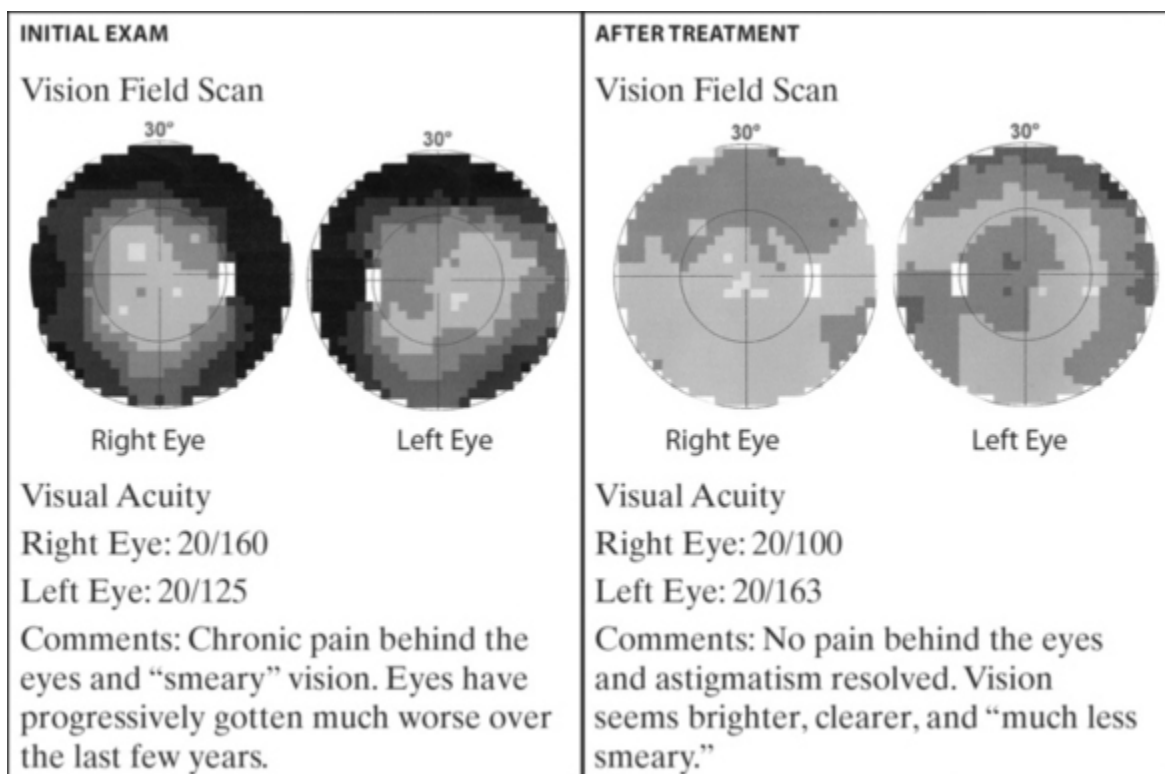 INITIAL EXAM
Vision Field Scan
30°
30°
Right Eye
Left Eye
Visual Acuity
Right Eye: 20/160
Left Eye: 20/125
Comments: Chronic pain behind the
eyes and “smeary” vision. Eyes have
progressively gotten much worse over
the last few years.
AFTER TREATMENT
Vision Field Scan
30°
30°
Right Eye
Left Eye
Visual Acuity
Right Eye: 20/100
Left Eye: 20/163
Comments: No pain behind the eyes
and astigmatism resolved. Vision
seems brighter, clearer, and “much less
smeary.”